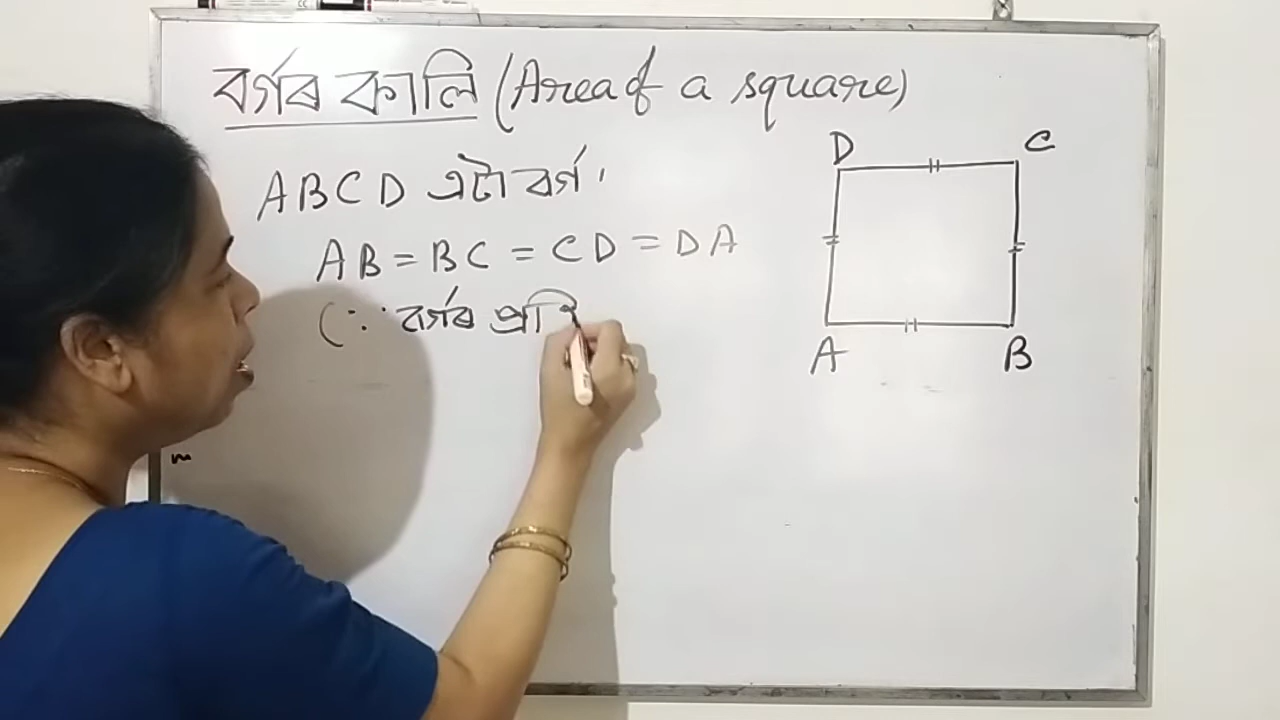 বৰ্গৰ কালি (Area of a square)
ABCD এটা বৰ্গ।
AB = BC = CD = DA
(∵ বৰ্গৰ প্ৰতি
D C
A B